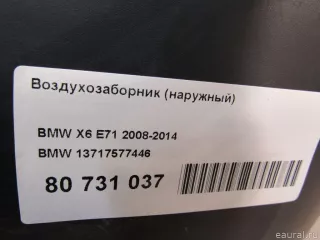 Воздухозаборник (наружный)
BMW X6 E71 2008-2014
BMW 13717577446
80 731 037
eaural.ru